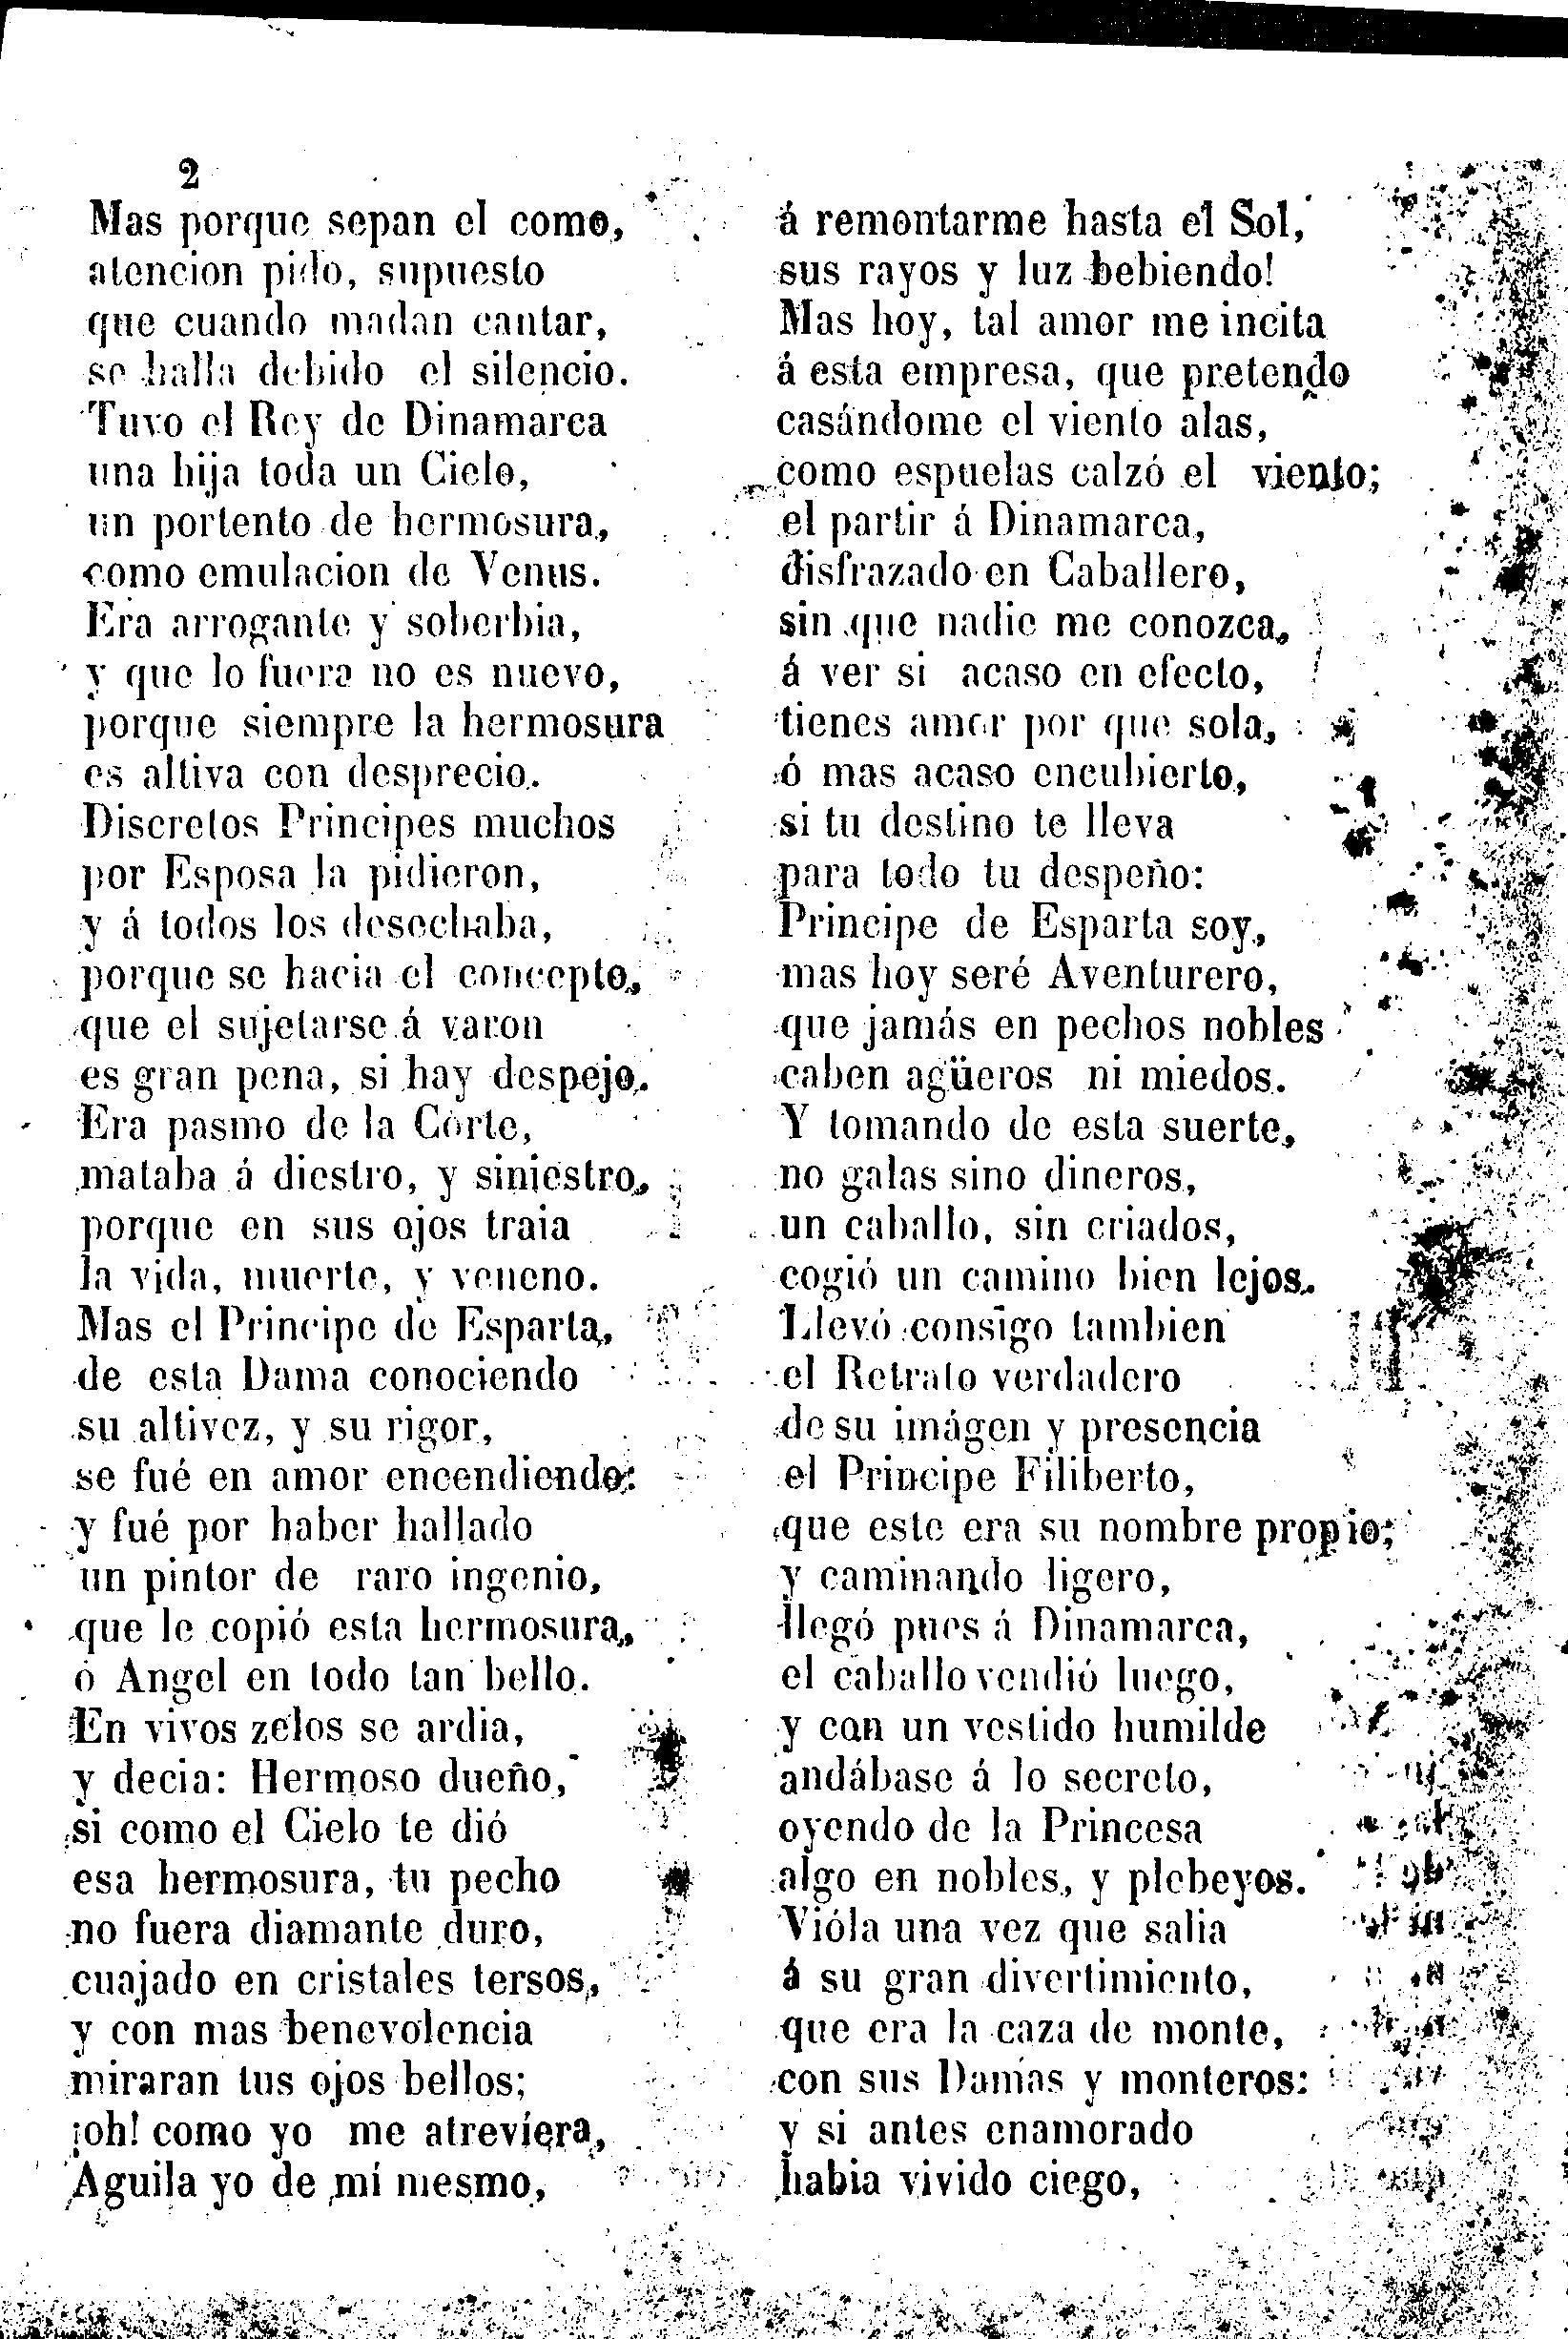 2
Mas porque sepan el como,
atencion pido, supuesto
que cuando madan cantar,
se halla debido el silencio.
Tuvo el Rey de Dinamarca
una hija toda un Cielo,
un portento de hermosura,
como emulacion de Venus.
Era arrogante y soberbia,
y que lo fuera no es nuevo,
porque siempre la hermosura
es altiva con desprecio.
Discretos Principes muchos
por Esposa la pidieron,
y á todos los desechaba,
porque se hacia el concepto,
que el sujetarse á varon
es gran pena, si hay despejo.
Era pasmo de la Corte,
mataba á diestro, y siniestro,
porque en sus ojos traia
la vida, muerte, y veneno.
Mas el Principe de Esparta,
de esta Dama conociendo
su altivez, y su rigor,
se fué en amor encendiendo:
y fué por haber hallado
un pintor de raro ingenio,
que le copió esta hermosura,
ó Angel en todo tan bello.
En vivos zelos se ardia,
y decia: Hermoso dueño,
si como el Cielo te dió
esa hermosura, tu pecho
no fuera diamante duro,
cuajado en cristales tersos,
y con mas benevolencia
miraran tus ojos bellos;
¡oh! como yo me atreviera,
Aguila yo de mí mesmo,
á remontarme hasta el Sol,
sus rayos y luz bebiendo!
Mas hoy, tal amor me incita
á esta empresa, que pretendo
casándome el viento alas,
como espuelas calzó el viento;
el partir á Dinamarca,
disfrazado en Caballero,
sin que nadie me conozca,
á ver si acaso en efecto,
tienes amor por que sola,
ó mas acaso encubierto,
si tu destino te lleva
para todo tu despeño:
Principe de Esparta soy,
mas hoy seré Aventurero,
que jamás en pechos nobles
caben agüeros ni miedos.
Y tomando de esta suerte,
no galas sino dineros,
un caballo, sin criados,
cogió un camino bien lejos.
Llevó consigo tambien
el Retrato verdadero
de su imágen y presencia
el Principe Filiberto,
que este era su nombre propio;
y caminando ligero,
llegó pues á Dinamarca,
el caballo vendió luego,
y con un vestido humilde
andábase á lo secreto,
oyendo de la Princesa
algo en nobles, y plebeyos.
Vióla una vez que salia
á su gran divertimiento,
que era la caza de monte,
con sus Damas y monteros:
y si antes enamorado
habia vivido ciego,